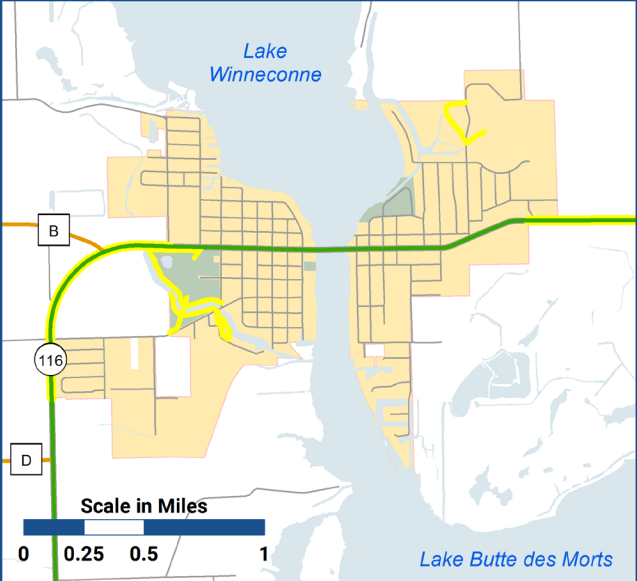 Lake
Winneconne
B
116
D
Scale in Miles
0 0.25 0.5 1
Lake Butte des Morts